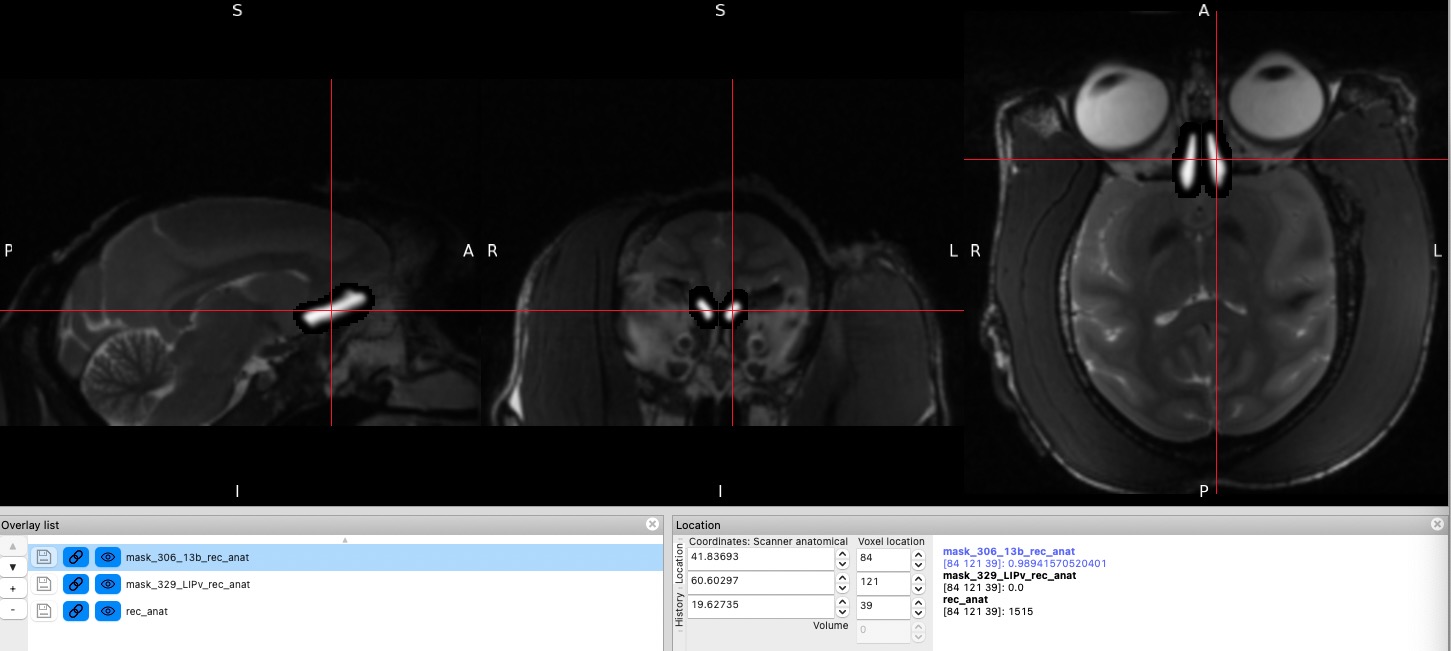 S
S
A
P
A
R
L
R
L
I
I
P
Overlay list
Location
mask_306_13b_rec_anat
mask_329_LIPv_rec_anat
rec_anat
History
Location
Coordinates: Scanner anatomical
Voxel location
41.83693
84
60.60297
121
19.62735
39
Volume
0
mask_306_13b_rec_anat
[84 121 39]: 0.98941570520401
mask_329_LIPv_rec_anat
[84 121 39]: 0.0
rec_anat
[84 121 39]: 1515